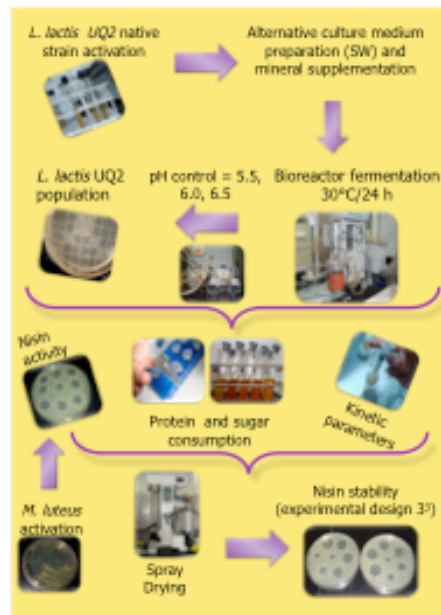 L. lactis UQ2 native
strain activation
Alternative culture medium
preparation (SW) and
mineral supplementation
L. lactis UQ2
population
pH control = 5.5,
6.0, 6.5
Bioreactor fermentation
30°C/24 h
Nisin
activity
Protein and sugar
consumption
Kinetic
parameters
M. luteus
activation
Spray
Drying
Nisin stability
(experimental design 3³)